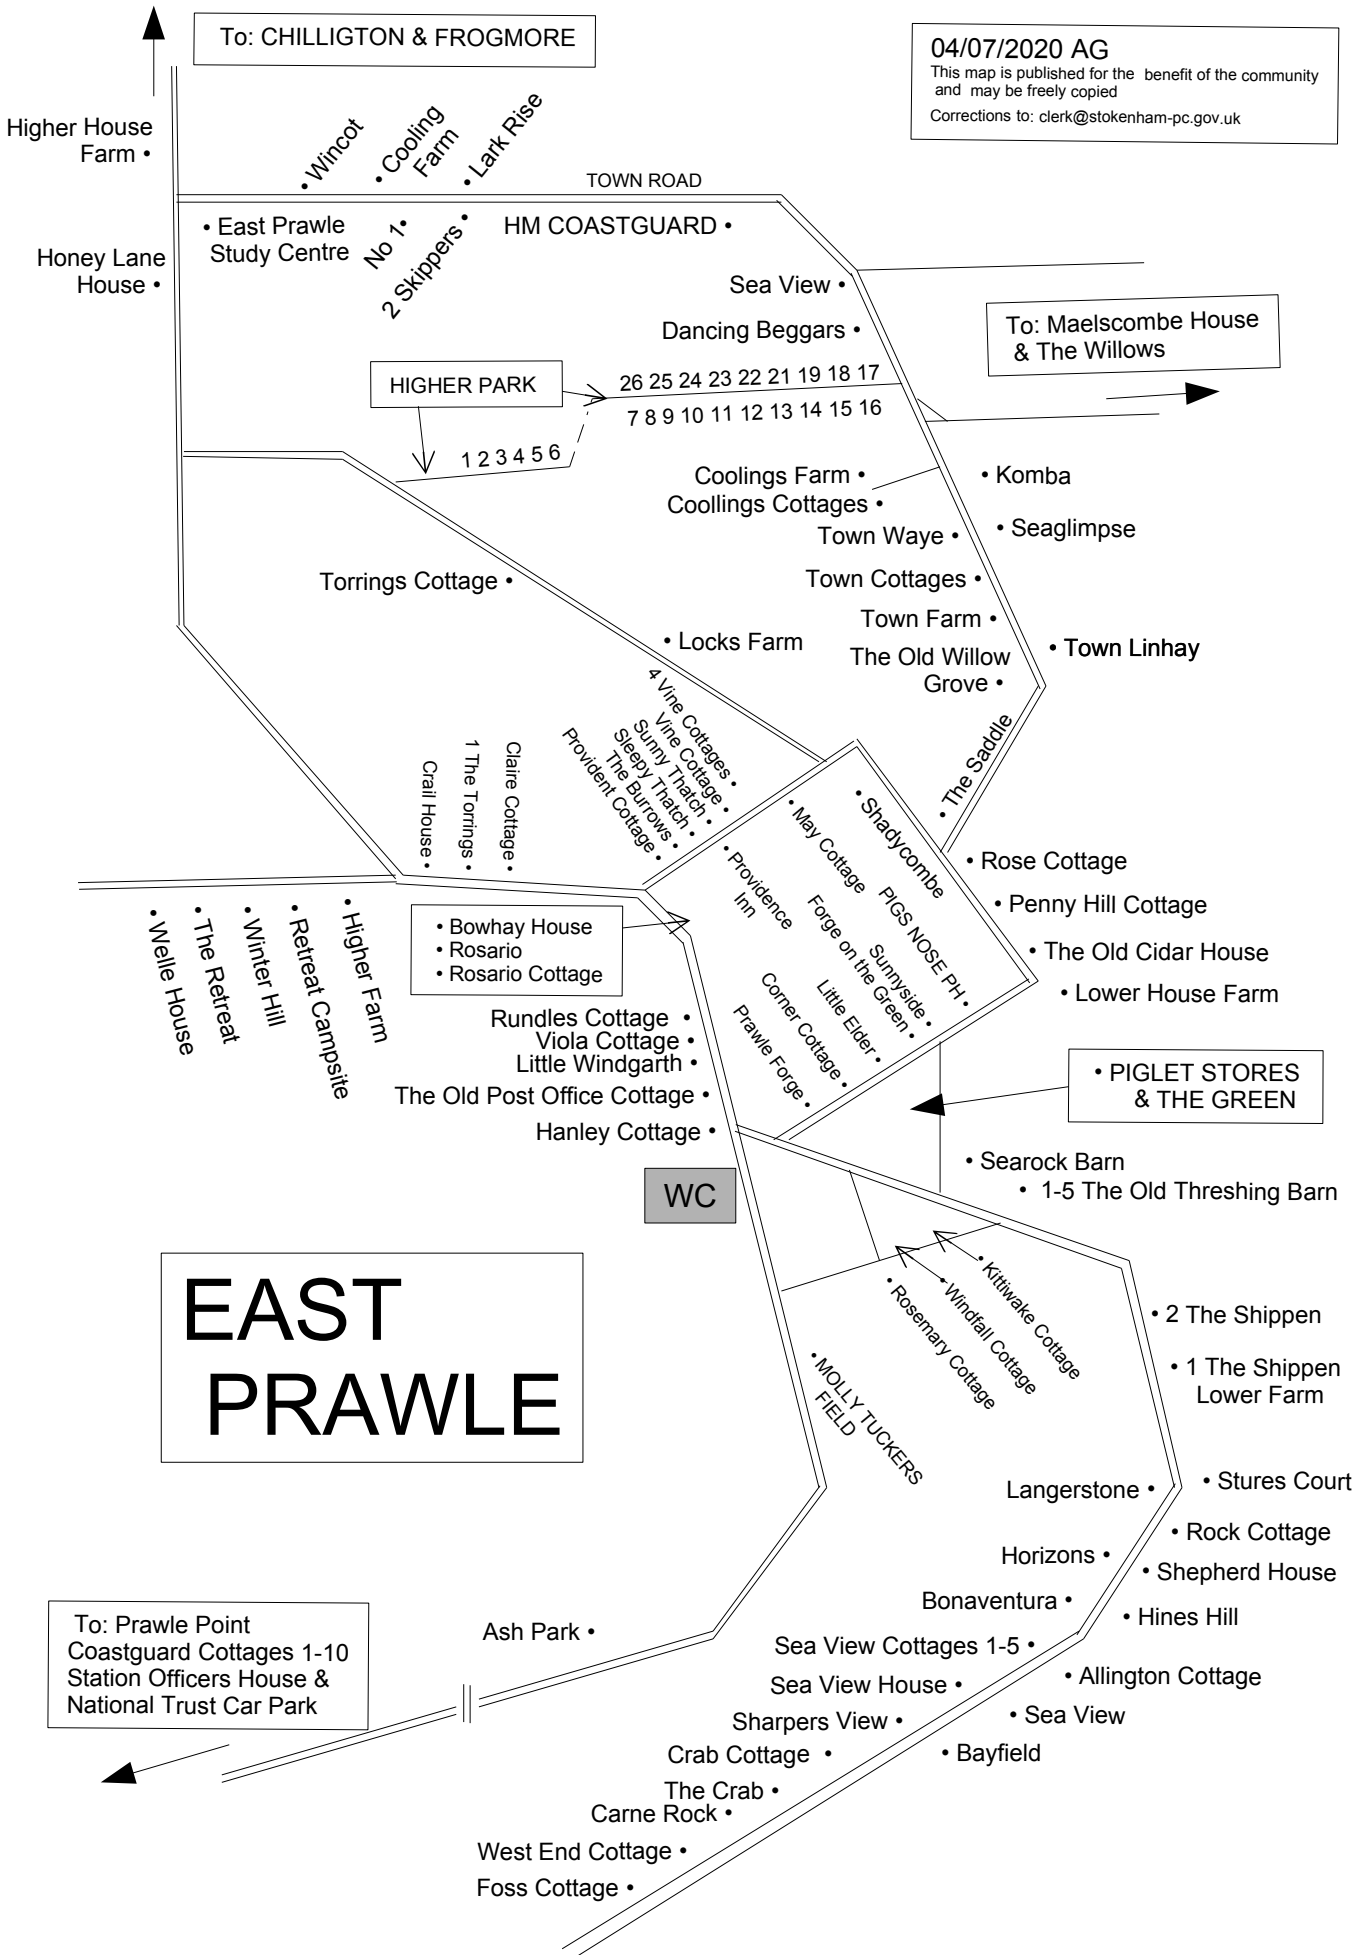 To: CHILLIGTON & FROGMORE
04/07/2020 AG
This map is published for the benefit of the community
and may be freely copied
Corrections to: clerk@stokenham-pc.gov.uk
Higher House
Farm •
• Wincot
• Cooling
Farm
• Lark Rise
TOWN ROAD
• East Prawle
Study Centre
No 1•
2 Skippers •
HM COASTGUARD •
Honey Lane
House •
Sea View •
Dancing Beggars •
To: Maelscombe House
& The Willows
HIGHER PARK
26 25 24 23 22 21 19 18 17
7 8 9 10 11 12 13 14 15 16
1 2 3 4 5 6
Coolings Farm •
Coollings Cottages •
• Komba
Town Waye •
• Seaglimpse
Town Cottages •
Torrings Cottage •
Town Farm •
• Locks Farm
The Old Willow
Grove •
• Town Linhay
• The Saddle
4 Vine Cottages •
Vine Cottage •
Sunny Thatch •
Sleepy Thatch •
The Burrows •
Provident Cottage •
Crail House •
1 The Torrings •
Claire Cottage •
• Shadycombe
• May Cottage
• Providence
Inn
PIGS NOSE PH •
Sunnyside •
Forge on the Green •
Little Elder •
Corner Cottage •
Prawle Forge •
• Rose Cottage
• Penny Hill Cottage
• The Old Cidar House
• Lower House Farm
• Welle House
• The Retreat
• Winter Hill
• Retreat Campsite
• Higher Farm
• Bowhay House
• Rosario
• Rosario Cottage
Rundles Cottage •
Viola Cottage •
Little Windgarth •
The Old Post Office Cottage •
Hanley Cottage •
• PIGLET STORES
& THE GREEN
• Searock Barn
• 1-5 The Old Threshing Barn
WC
EAST
PRAWLE
• Kittiwake Cottage
• Windfall Cottage
• Rosemary Cottage
• 2 The Shippen
• 1 The Shippen
Lower Farm
• MOLLY TUCKERS
FIELD
Langerstone •
• Stures Court
• Rock Cottage
Horizons •
• Shepherd House
Bonaventura •
• Hines Hill
To: Prawle Point
Coastguard Cottages 1-10
Station Officers House &
National Trust Car Park
Ash Park •
Sea View Cottages 1-5 •
• Allington Cottage
Sea View House •
• Sea View
Sharpers View •
• Bayfield
Crab Cottage •
The Crab •
Carne Rock •
West End Cottage •
Foss Cottage •